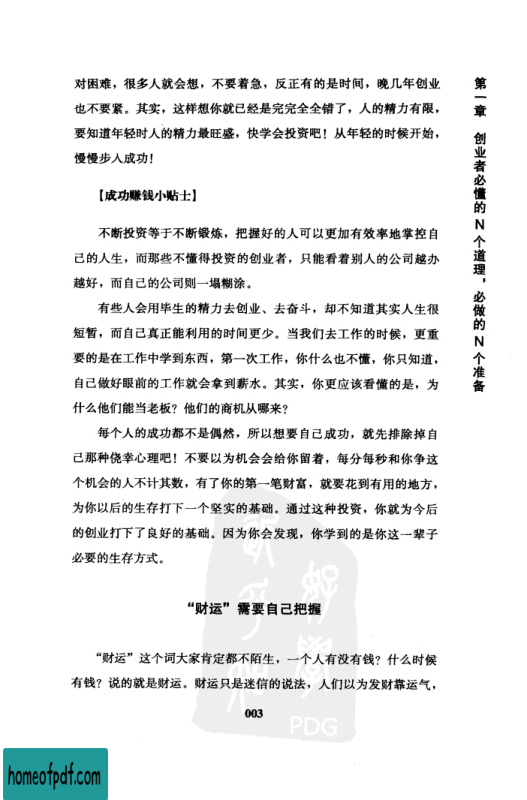 对困难，很多人就会想，不要着急，反正有的是时间，晚几年创业
也不要紧。其实，这样想你就已经是完完全全错了，人的精力有限，
要知道年轻时人的精力最旺盛，快学会投资吧！从年轻的时候开始，
慢慢步入成功！
【成功赚钱小贴士】
不断投资等于不断锻炼，把握好的人可以更加有效率地掌控自
己的人生，而那些不懂得投资的创业者，只能看着别人的公司越办
越好，而自己的公司则一塌糊涂。
有些人会用毕生的精力去创业、去奋斗，却不知道其实人生很
短暂，而自己真正能利用的时间更少。当我们去工作的时候，更重
要的是在工作中学到东西，第一次工作，你什么也不懂，你只知道，
自己做好眼前的工作就会拿到薪水。其实，你更应该看懂的是，为
什么他们能当老板？他们的商机从哪来？
每个人的成功都不是偶然，所以想要自己成功，就先排除掉自
己那种侥幸心理吧！不要以为机会会给你留着，每分每秒和你争这
个机会的人不计其数，有了你的第一笔财富，就要花到有用的地方，
为你以后的生存打下一个坚实的基础。通过这种投资，你就为今后
的创业打下了良好的基础。因为你会发现，你学到的是你这一辈子
必要的生存方式。
“财运”需要自己把握
“财运”这个词大家肯定都不陌生，一个人有没有钱？什么时候
有钱？说的就是财运。财运只是迷信的说法，人们以为发财靠运气，
003
PDG
第一章 创业者必懂的N个道理，必做的N个准备
homeofpdf.com